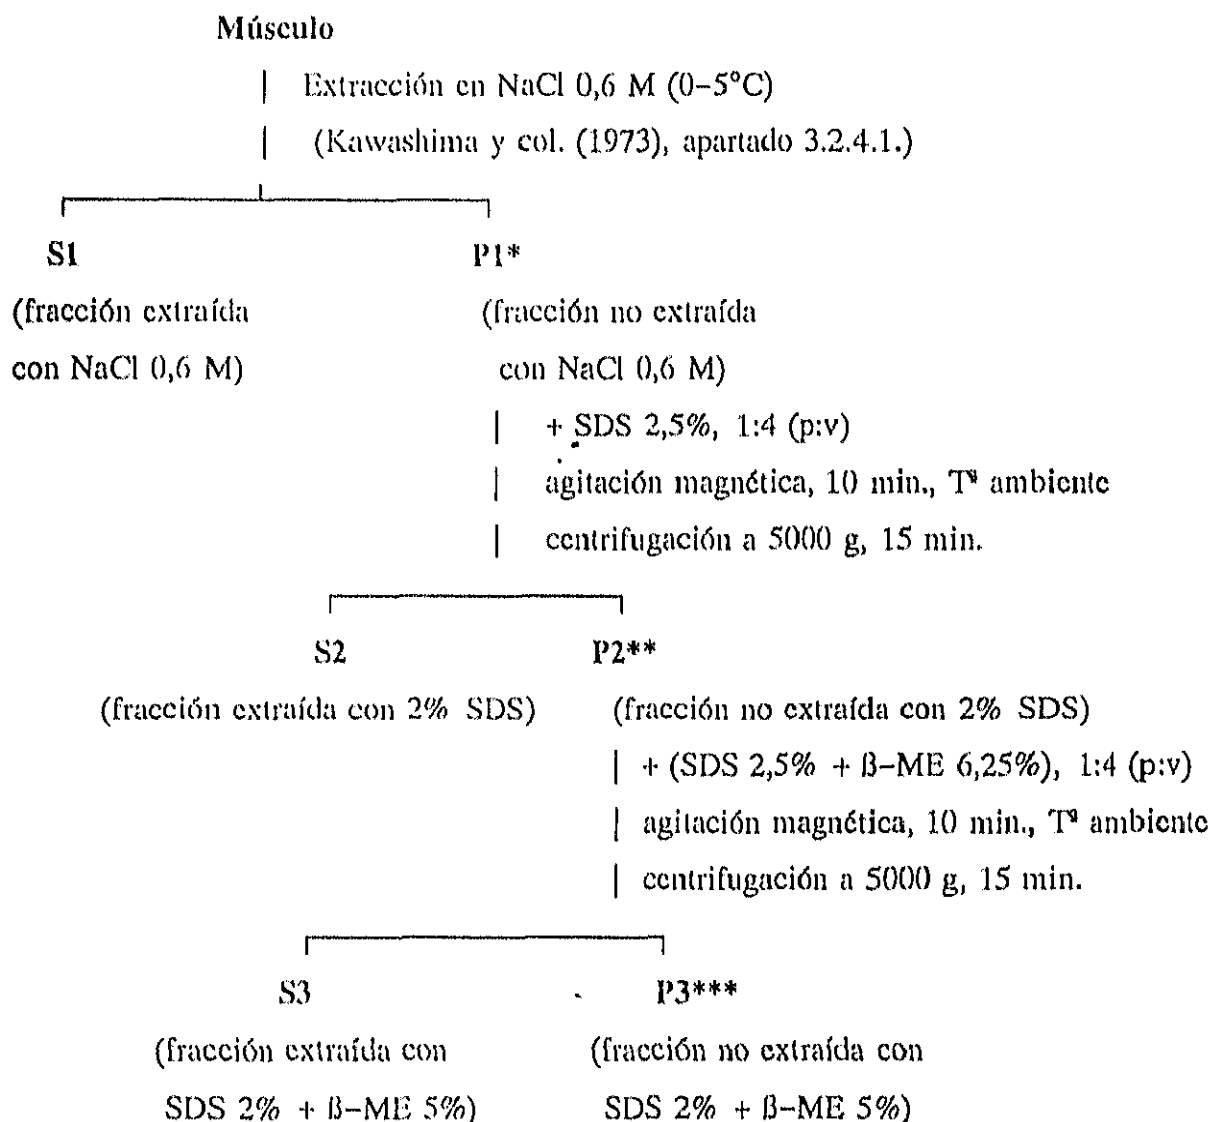 Músculo
Extracción en NaCl 0,6 M (0–5°C)
(Kawashima y col. (1973), apartado 3.2.4.1.)
S1 P1*
(fracción extraída (fracción no extraída
con NaCl 0,6 M) con NaCl 0,6 M)
+ SDS 2,5%, 1:4 (p:v)
agitación magnética, 10 min., Tª ambiente
centrifugación a 5000 g, 15 min.
S2 P2**
(fracción extraída con 2% SDS) (fracción no extraída con 2% SDS)
+ (SDS 2,5% + ß–ME 6,25%), 1:4 (p:v)
agitación magnética, 10 min., Tª ambiente
centrifugación a 5000 g, 15 min.
S3 P3***
(fracción extraída con (fracción no extraída con
SDS 2% + ß–ME 5%) SDS 2% + ß–ME 5%)